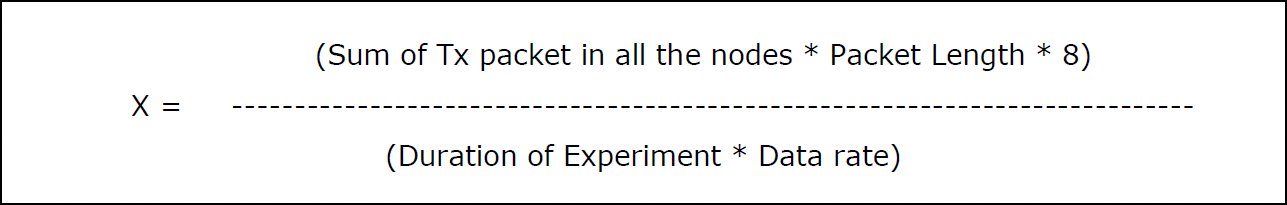 (Sum of Tx packet in all the nodes * Packet Length * 8)
X = -----------------------------------------------------------------------------
(Duration of Experiment * Data rate)